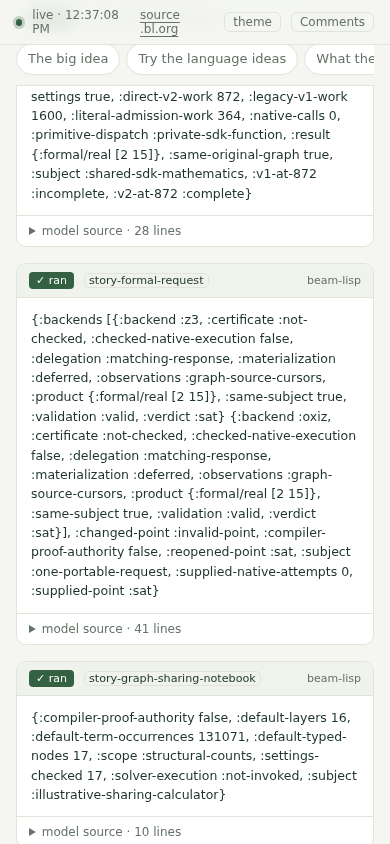 live · 12:37:08 PM
source .bl.org
theme
Comments
The big idea
Try the language ideas
What the
settings true, :direct-v2-work 872, :legacy-v1-work
1600, :literal-admission-work 364, :native-calls 0,
:primitive-dispatch :private-sdk-function, :result
{:formal/real [2 15]}, :same-original-graph true,
:subject :shared-sdk-mathematics, :v1-at-872
:incomplete, :v2-at-872 :complete}
▶ model source · 28 lines
✓ ran story-formal-request beam-lisp
{:backends [{:backend :z3, :certificate :not-
checked, :checked-native-execution false,
:delegation :matching-response, :materialization
:deferred, :observations :graph-source-cursors,
:product {:formal/real [2 15]}, :same-subject true,
:validation :valid, :verdict :sat} {:backend :oxiz,
:certificate :not-checked, :checked-native-execution
false, :delegation :matching-response,
:materialization :deferred, :observations :graph-
source-cursors, :product {:formal/real [2 15]},
:same-subject true, :validation :valid, :verdict
:sat}], :changed-point :invalid-point, :compiler-
proof-authority false, :reopened-point :sat, :subject
:one-portable-request, :supplied-native-attempts 0,
:supplied-point :sat}
▶ model source · 41 lines
✓ ran story-graph-sharing-notebook beam-lisp
{:compiler-proof-authority false, :default-layers 16,
:default-term-occurrences 131071, :default-typed-
nodes 17, :scope :structural-counts, :settings-
checked 17, :solver-execution :not-invoked, :subject
:illustrative-sharing-calculator}
▶ model source · 10 lines